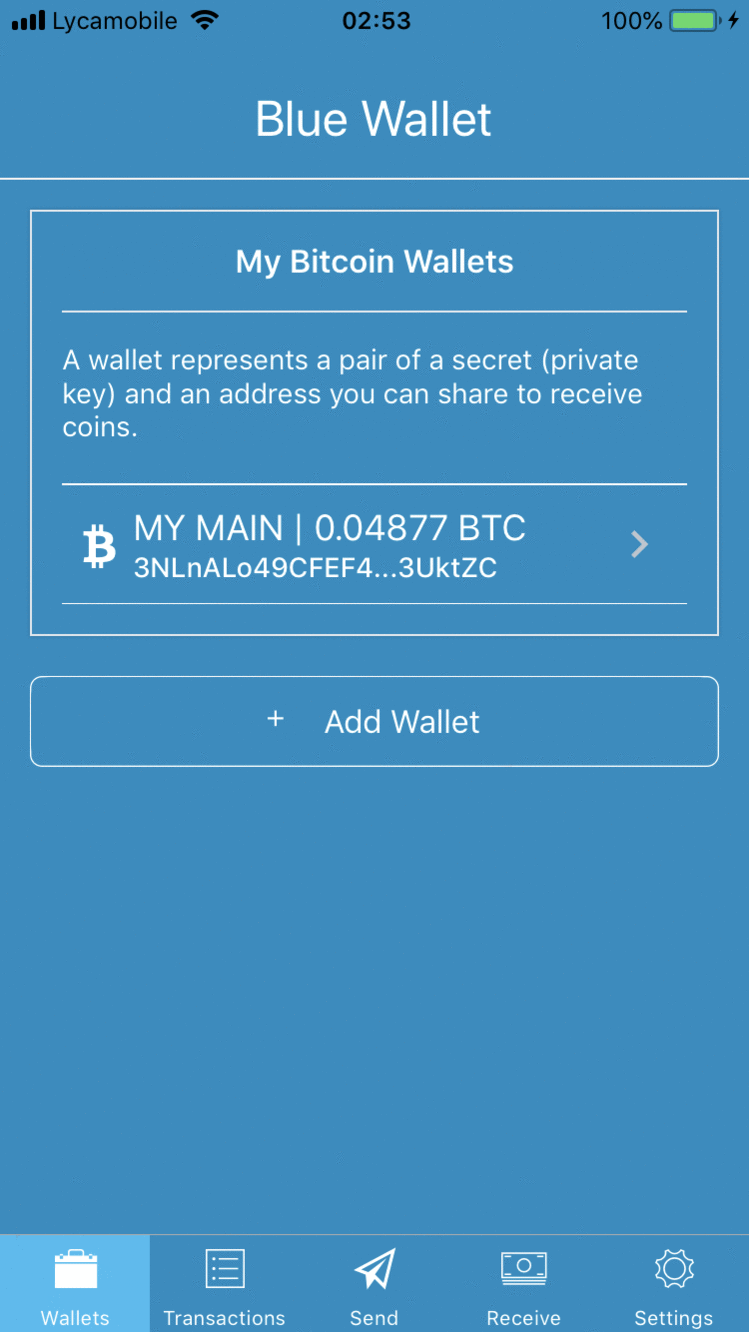 Lycamobile 02:53 100%
Blue Wallet
My Bitcoin Wallets
A wallet represents a pair of a secret (private
key) and an address you can share to receive
coins.
MY MAIN | 0.04877 BTC
3NLnALo49CFEF4...3UktZC
+ Add Wallet
Wallets Transactions Send Receive Settings